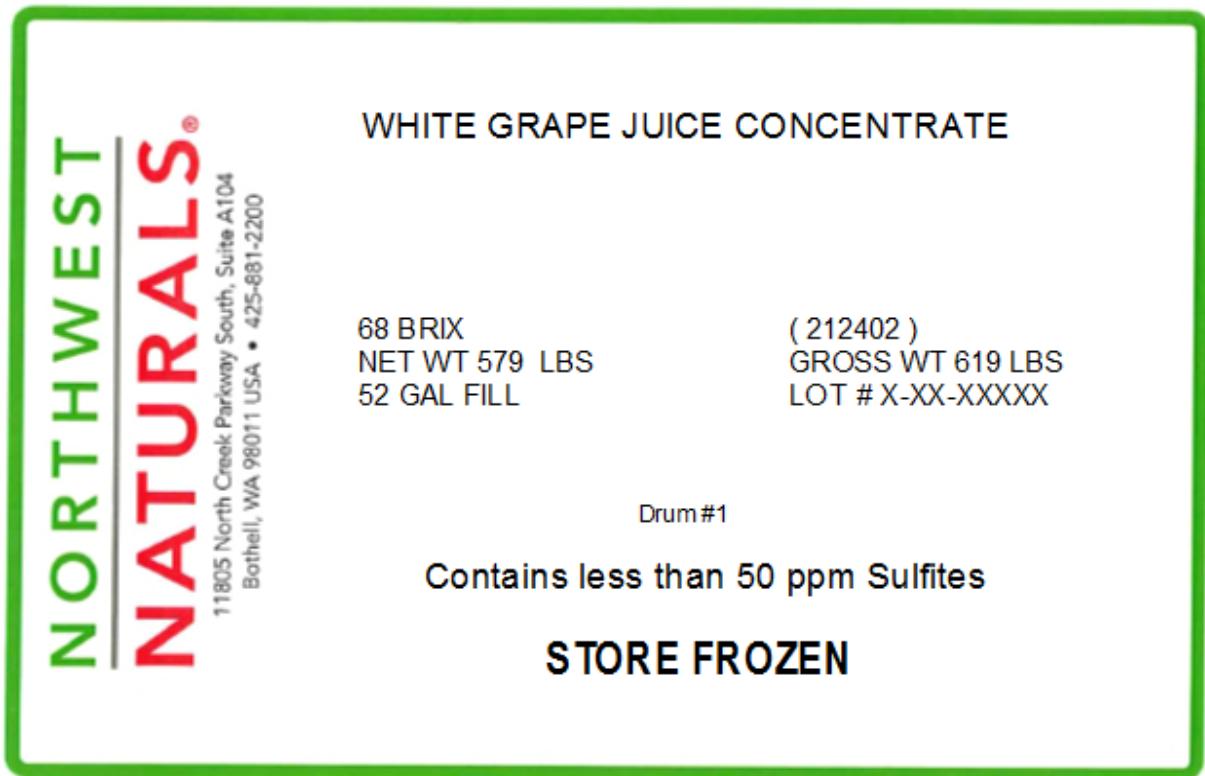 NORTHWEST
NATURALS®
11805 North Creek Parkway South, Suite A104
Bothell, WA 98011 USA • 425-881-2200
WHITE GRAPE JUICE CONCENTRATE
68 BRIX ( 212402 )
NET WT 579 LBS GROSS WT 619 LBS
52 GAL FILL LOT # X-XX-XXXXX
Drum #1
Contains less than 50 ppm Sulfites
STORE FROZEN